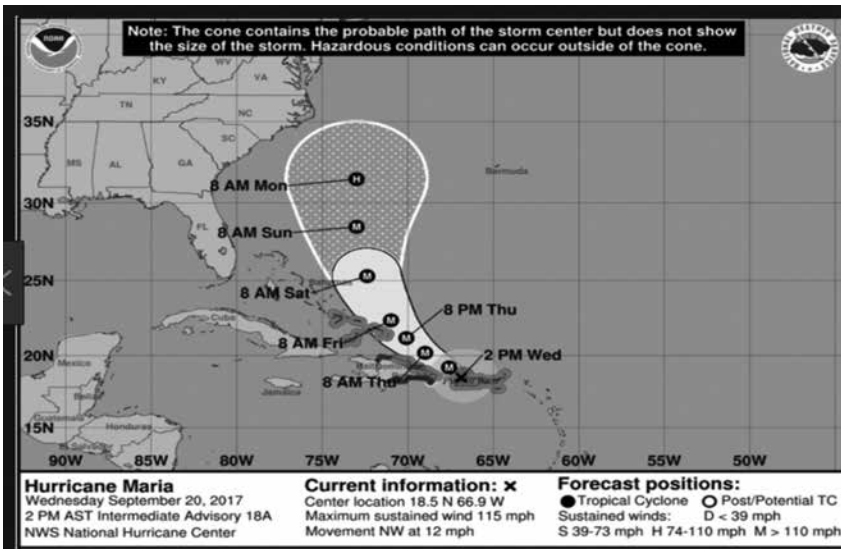 Note: The cone contains the probable path of the storm center but does not show
the size of the storm. Hazardous conditions can occur outside of the cone.
NOAA
WV
KY
VA
TN
NC
35N
SC
MS
AL
GA
Bermuda
8 AM Mon
H
30N
FL
8 AM Sun
M
25N
M
8 AM Sat
Bahamas
8 PM Thu
M
Cuba
M
8 AM Fri
M
20N
2 PM Wed
M
Mexico
8 AM Thu
Jamaica
Belize
Guatemala
Honduras
15N
90W
85W
80W
75W
70W
65W
60W
55W
50W
Hurricane Maria
Wednesday September 20, 2017
2 PM AST Intermediate Advisory 18A
NWS National Hurricane Center
Current information: ×
Center location 18.5 N 66.9 W
Maximum sustained wind 115 mph
Movement NW at 12 mph
Forecast positions:
Tropical Cyclone
Post/Potential TC
Sustained winds: D < 39 mph
S 39-73 mph H 74-110 mph M > 110 mph